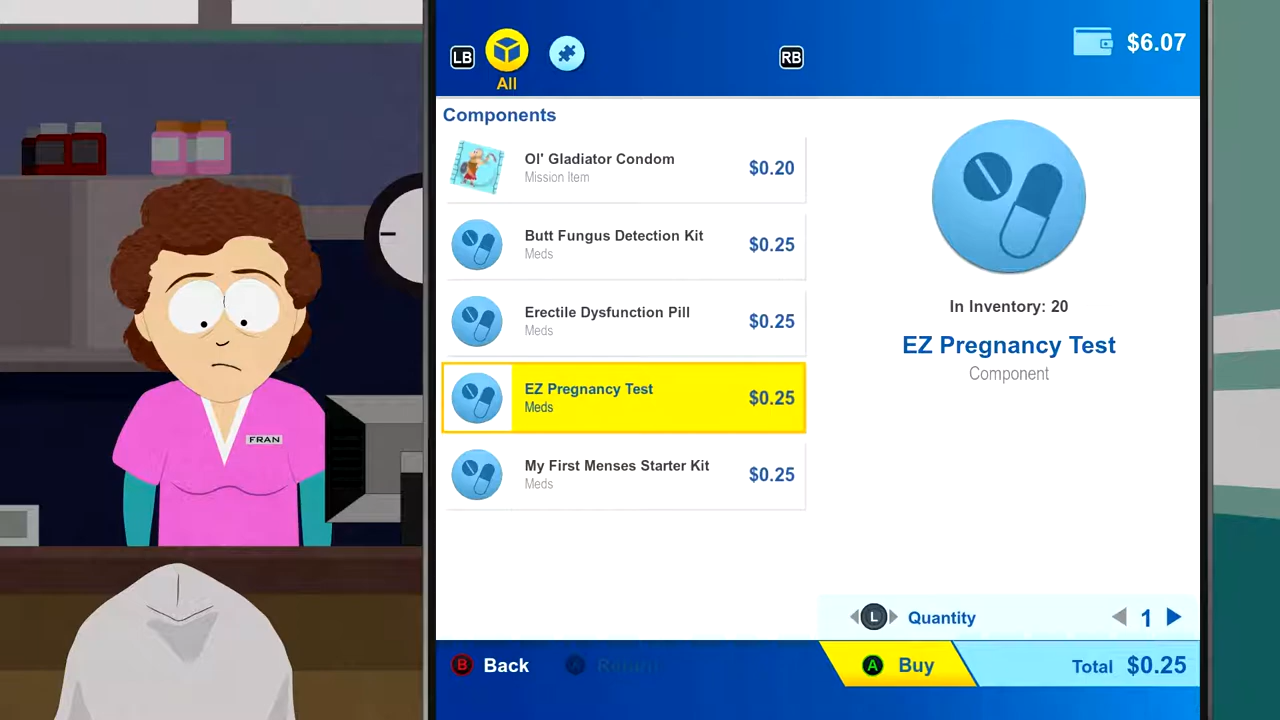 LB
RB
$6.07
All
Components
Ol' Gladiator Condom
Mission Item
$0.20
Butt Fungus Detection Kit
Meds
$0.25
Erectile Dysfunction Pill
Meds
$0.25
EZ Pregnancy Test
Meds
$0.25
My First Menses Starter Kit
Meds
$0.25
In Inventory: 20
EZ Pregnancy Test
Component
FRAN
L Quantity 1
B Back
A Return
A Buy
Total $0.25